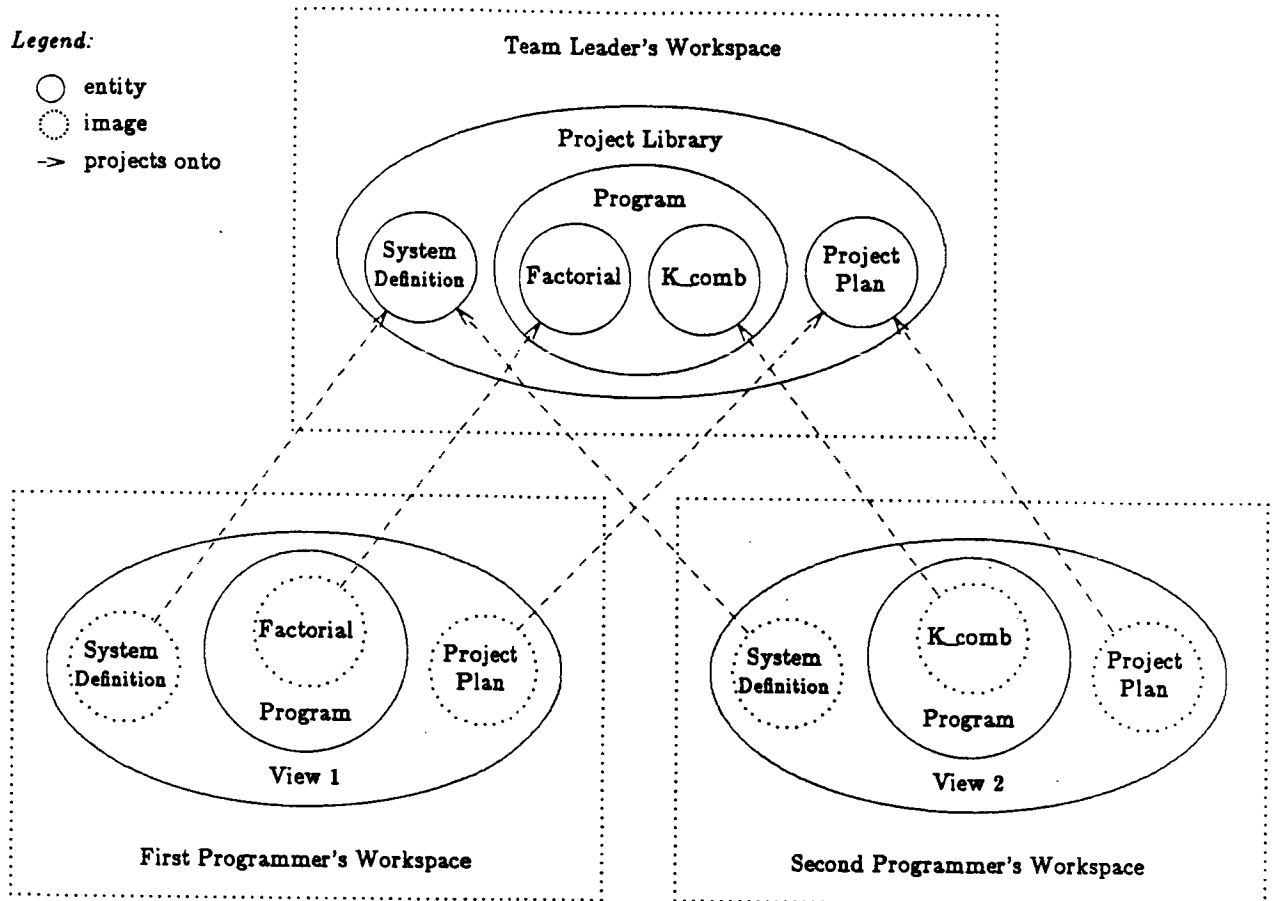 Legend:
entity
image
projects onto
Team Leader's Workspace
Project Library
Program
System
Definition
Factorial
K_comb
Project
Plan
System
Definition
Factorial
Program
Project
Plan
View 1
First Programmer's Workspace
System
Definition
K_comb
Program
Project
Plan
View 2
Second Programmer's Workspace